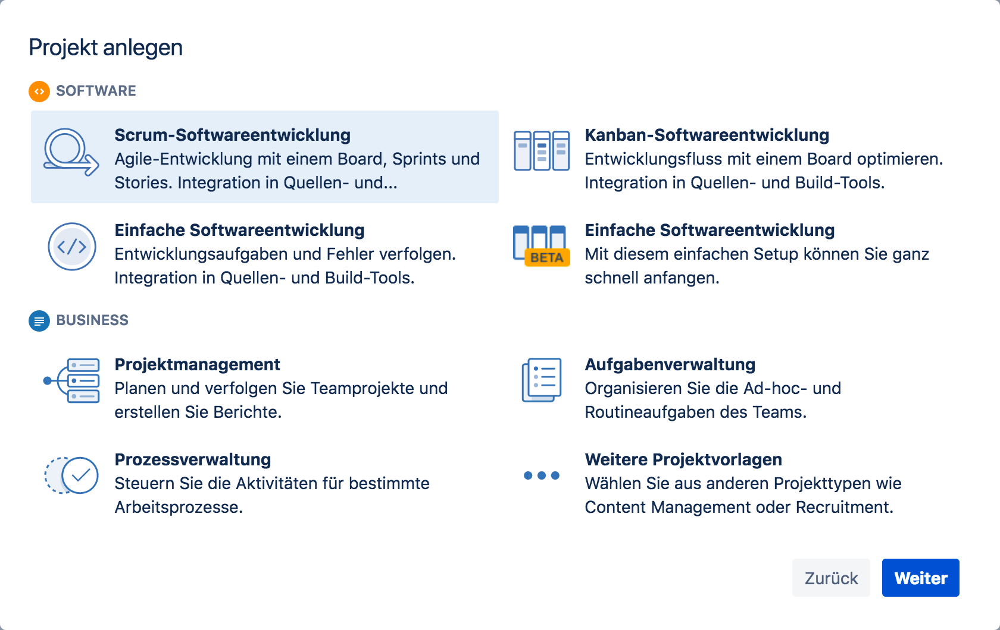 Projekt anlegen
SOFTWARE
Scrum-Softwareentwicklung
Agile-Entwicklung mit einem Board, Sprints und
Stories. Integration in Quellen- und...
Kanban-Softwareentwicklung
Entwicklungsfluss mit einem Board optimieren.
Integration in Quellen- und Build-Tools.
Einfache Softwareentwicklung
Entwicklungsaufgaben und Fehler verfolgen.
Integration in Quellen- und Build-Tools.
BETA
Einfache Softwareentwicklung
Mit diesem einfachen Setup können Sie ganz
schnell anfangen.
BUSINESS
Projektmanagement
Planen und verfolgen Sie Teamprojekte und
erstellen Sie Berichte.
Aufgabenverwaltung
Organisieren Sie die Ad-hoc- und
Routineaufgaben des Teams.
Prozessverwaltung
Steuern Sie die Aktivitäten für bestimmte
Arbeitsprozesse.
Weitere Projektvorlagen
Wählen Sie aus anderen Projekttypen wie
Content Management oder Recruitment.
Zurück
Weiter